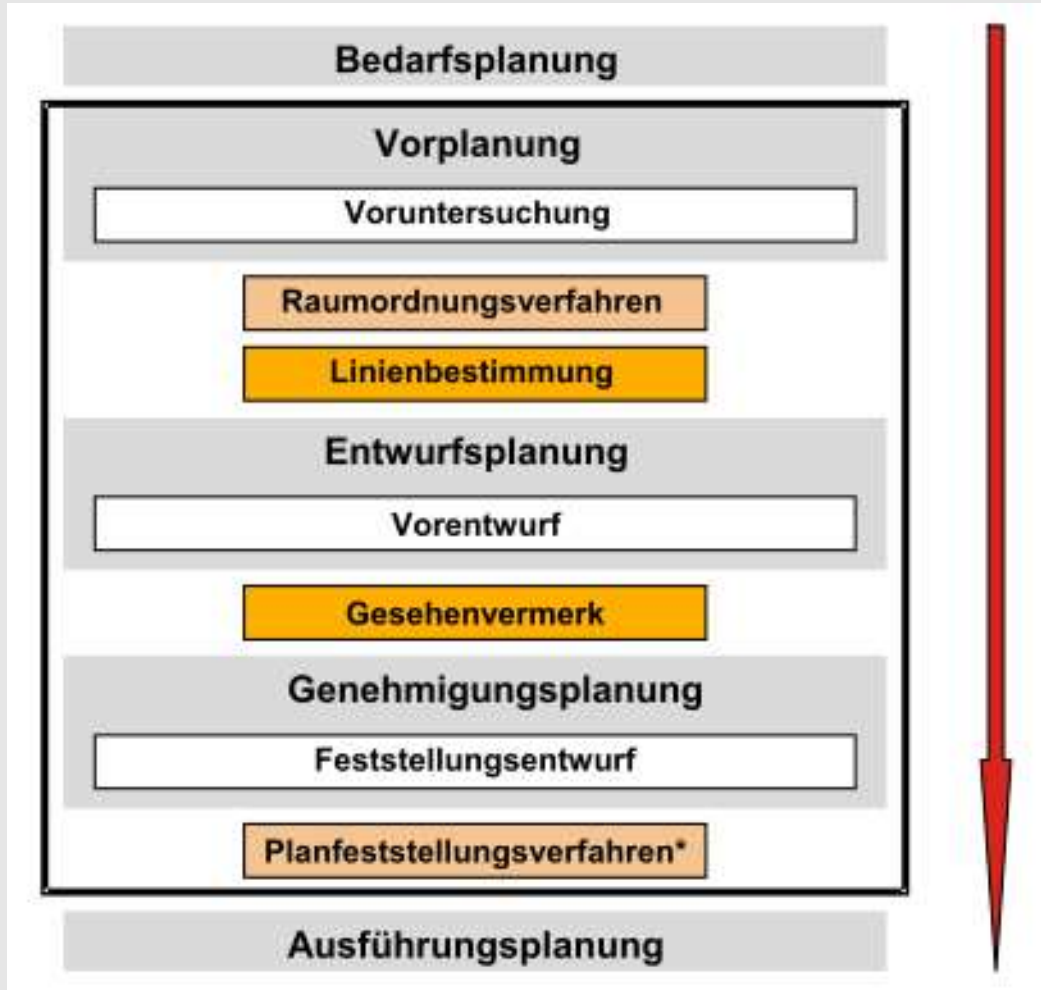 Bedarfsplanung
Vorplanung
Voruntersuchung
Raumordnungsverfahren
Linienbestimmung
Entwurfsplanung
Vorentwurf
Gesehenvermerk
Genehmigungsplanung
Feststellungsentwurf
Planfeststellungsverfahren*
Ausführungsplanung